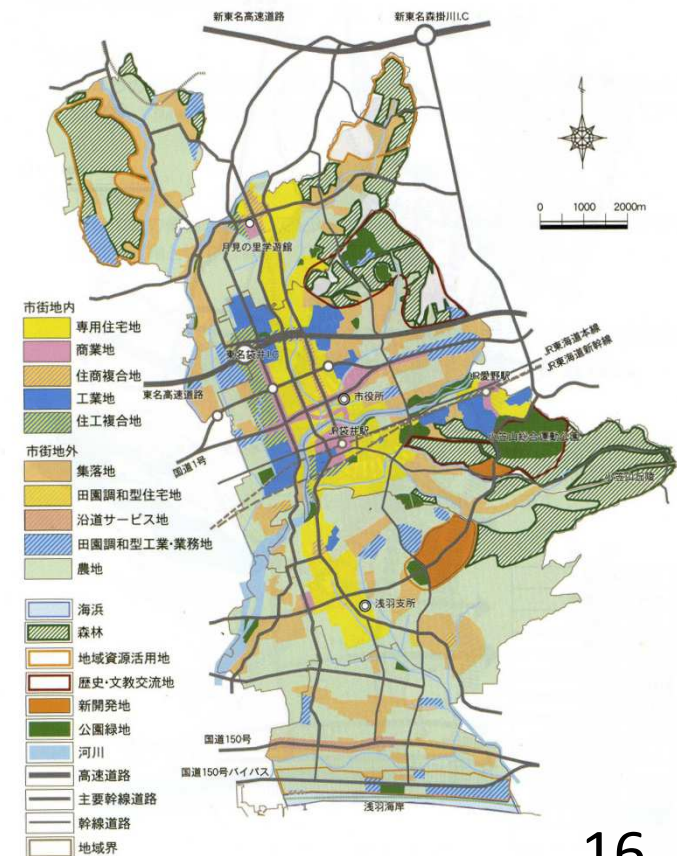 新東名高速道路
新東名森掛川I.C
0 1000 2000m
月見の里学遊館
市街地内
専用住宅地
商業地
住商複合地
工業地
住工複合地
市街地外
集落地
田園調和型住宅地
沿道サービス地
田園調和型工業・業務地
農地
海浜
森林
地域資源活用地
歴史・文教交流地
新開発地
公園緑地
河川
高速道路
主要幹線道路
幹線道路
地域界
東名袋井I.C
東名高速道路
国道1号
市役所
JR袋井駅
JR東海道本線
JR東海道新幹線
JR愛野駅
小笠山総合運動公園
小笠山丘陵
浅羽支所
国道150号
国道150号バイパス
浅羽海岸
16